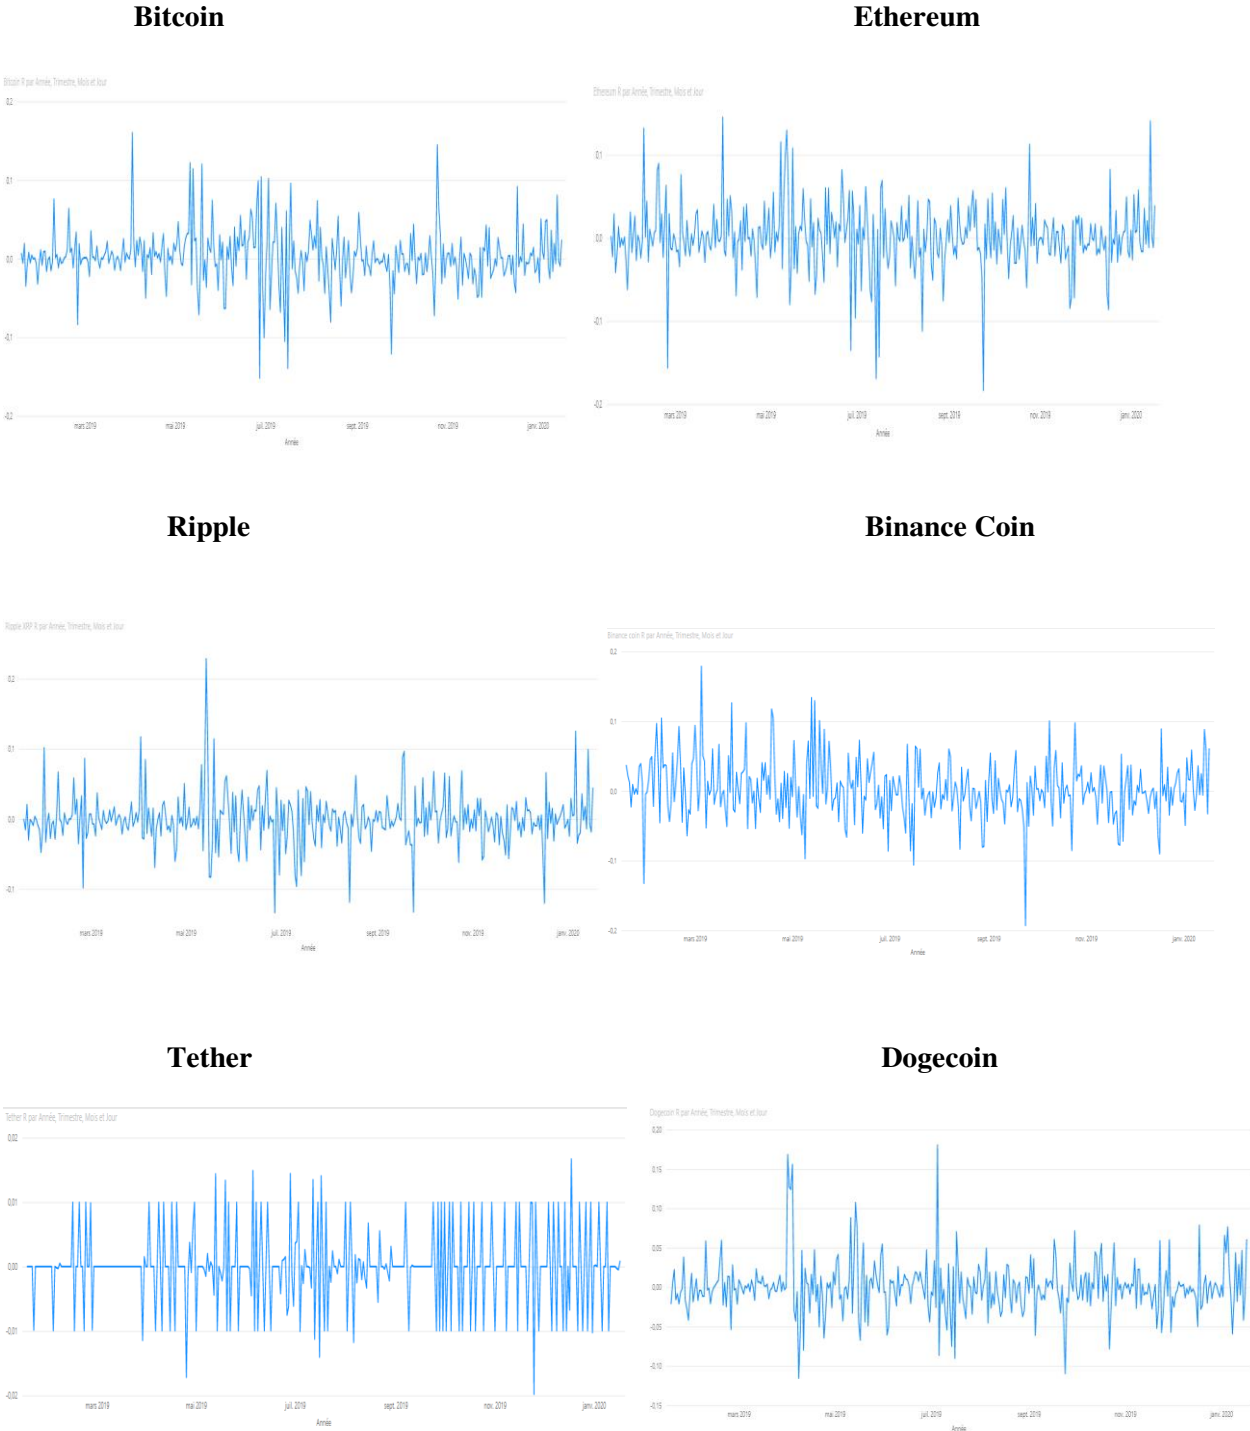 Bitcoin
Ethereum
Bitcoin R par Année, Trimestre, Mois et Jour
Ethereum R par Année, Trimestre, Mois et Jour
0,2
0,1
0,0
-0,1
-0,2
mars 2019 mai 2019 juil. 2019 sept. 2019 nov. 2019 janv. 2020
Année
0,1
0,0
-0,1
-0,2
mars 2019 mai 2019 juil. 2019 sept. 2019 nov. 2019 janv. 2020
Année
Ripple
Binance Coin
Ripple XRP R par Année, Trimestre, Mois et Jour
Binance coin R par Année, Trimestre, Mois et Jour
0,2
0,1
0,0
-0,1
mars 2019 mai 2019 juil. 2019 sept. 2019 nov. 2019 janv. 2020
Année
0,2
0,1
0,0
-0,1
-0,2
mars 2019 mai 2019 juil. 2019 sept. 2019 nov. 2019 janv. 2020
Année
Tether
Dogecoin
Tether R par Année, Trimestre, Mois et Jour
Dogecoin R par Année, Trimestre, Mois et Jour
0,02
0,01
0,00
-0,01
-0,02
mars 2019 mai 2019 juil. 2019 sept. 2019 nov. 2019 janv. 2020
Année
0,20
0,15
0,10
0,05
0,00
-0,05
-0,10
-0,15
mars 2019 mai 2019 juil. 2019 sept. 2019 nov. 2019 janv. 2020
Année